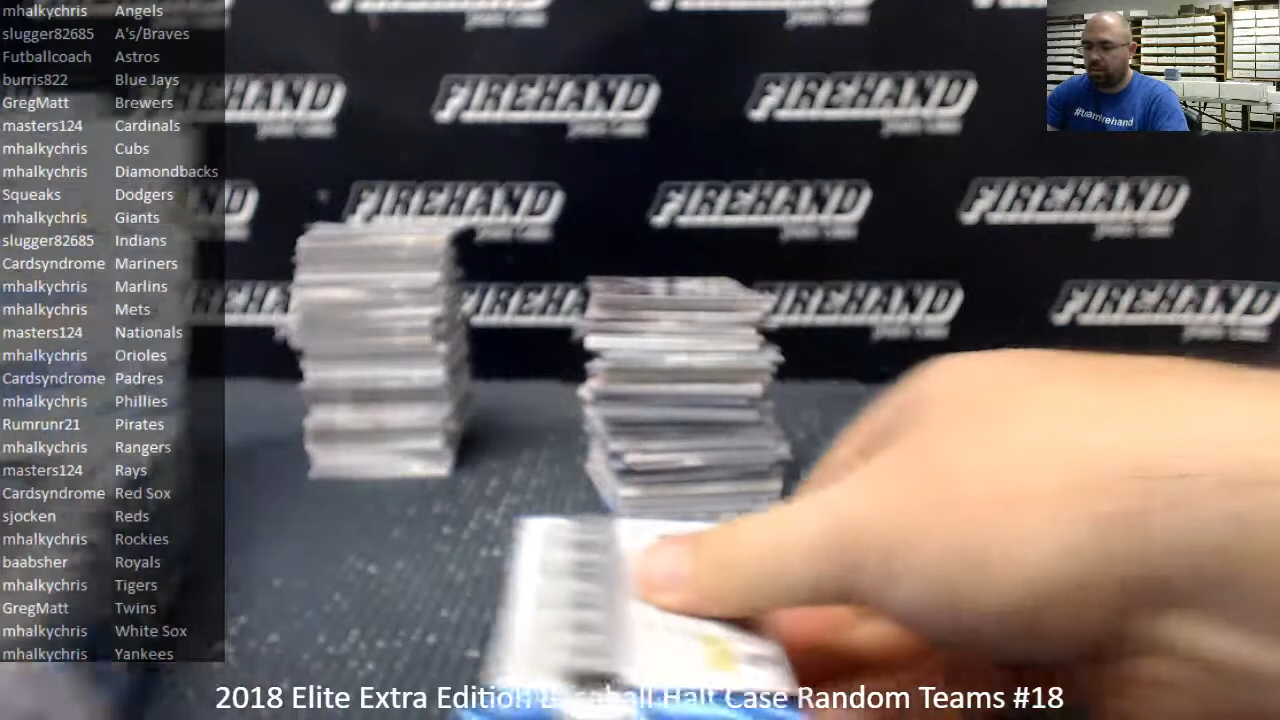 mhalkychris Angels
slugger82685 A's/Braves
Futballcoach Astros
burris822 Blue Jays
GregMatt Brewers
masters124 Cardinals
mhalkychris Cubs
mhalkychris Diamondbacks
Squeaks Dodgers
mhalkychris Giants
slugger82685 Indians
Cardsyndrome Mariners
mhalkychris Marlins
mhalkychris Mets
masters124 Nationals
mhalkychris Orioles
Cardsyndrome Padres
mhalkychris Phillies
Rumrunr21 Pirates
mhalkychris Rangers
masters124 Rays
Cardsyndrome Red Sox
sjocken Reds
mhalkychris Rockies
baabsher Royals
mhalkychris Tigers
GregMatt Twins
mhalkychris White Sox
mhalkychris Yankees
FIREHAND FIREHAND
FIREHAND FIREHAND FIREHAND
FIREHAND
#teamfirehand
2018 Elite Extra Edition Baseball Half Case Random Teams #18